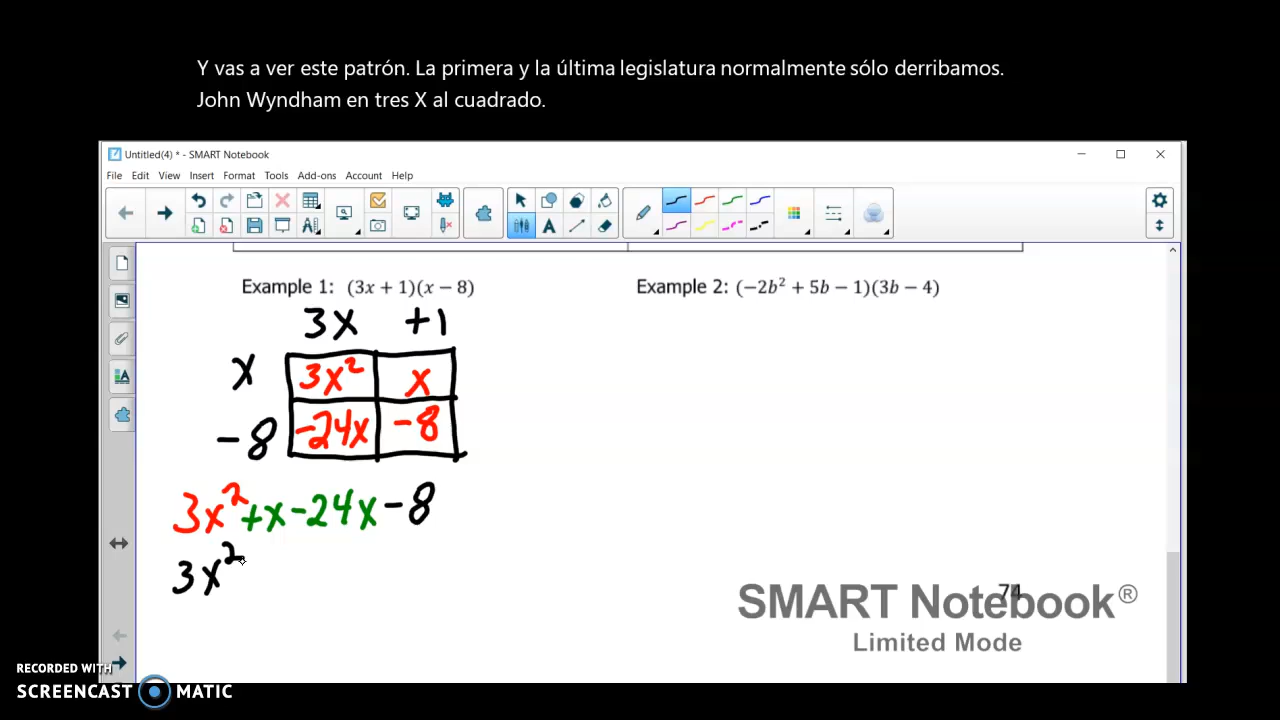 Y vas a ver este patrón. La primera y la última legislatura normalmente sólo derribamos.
John Wyndham en tres X al cuadrado.
Untitled(4) * - SMART Notebook
File Edit View Insert Format Tools Add-ons Account Help
Example 1: (3x + 1)(x − 8) Example 2: (−2b² + 5b − 1)(3b − 4)
3x +1
x 3x² x
-8 -24x -8
3x² +x -24x -8
3x²
74
SMART Notebook®
Limited Mode
RECORDED WITH
SCREENCAST MATIC